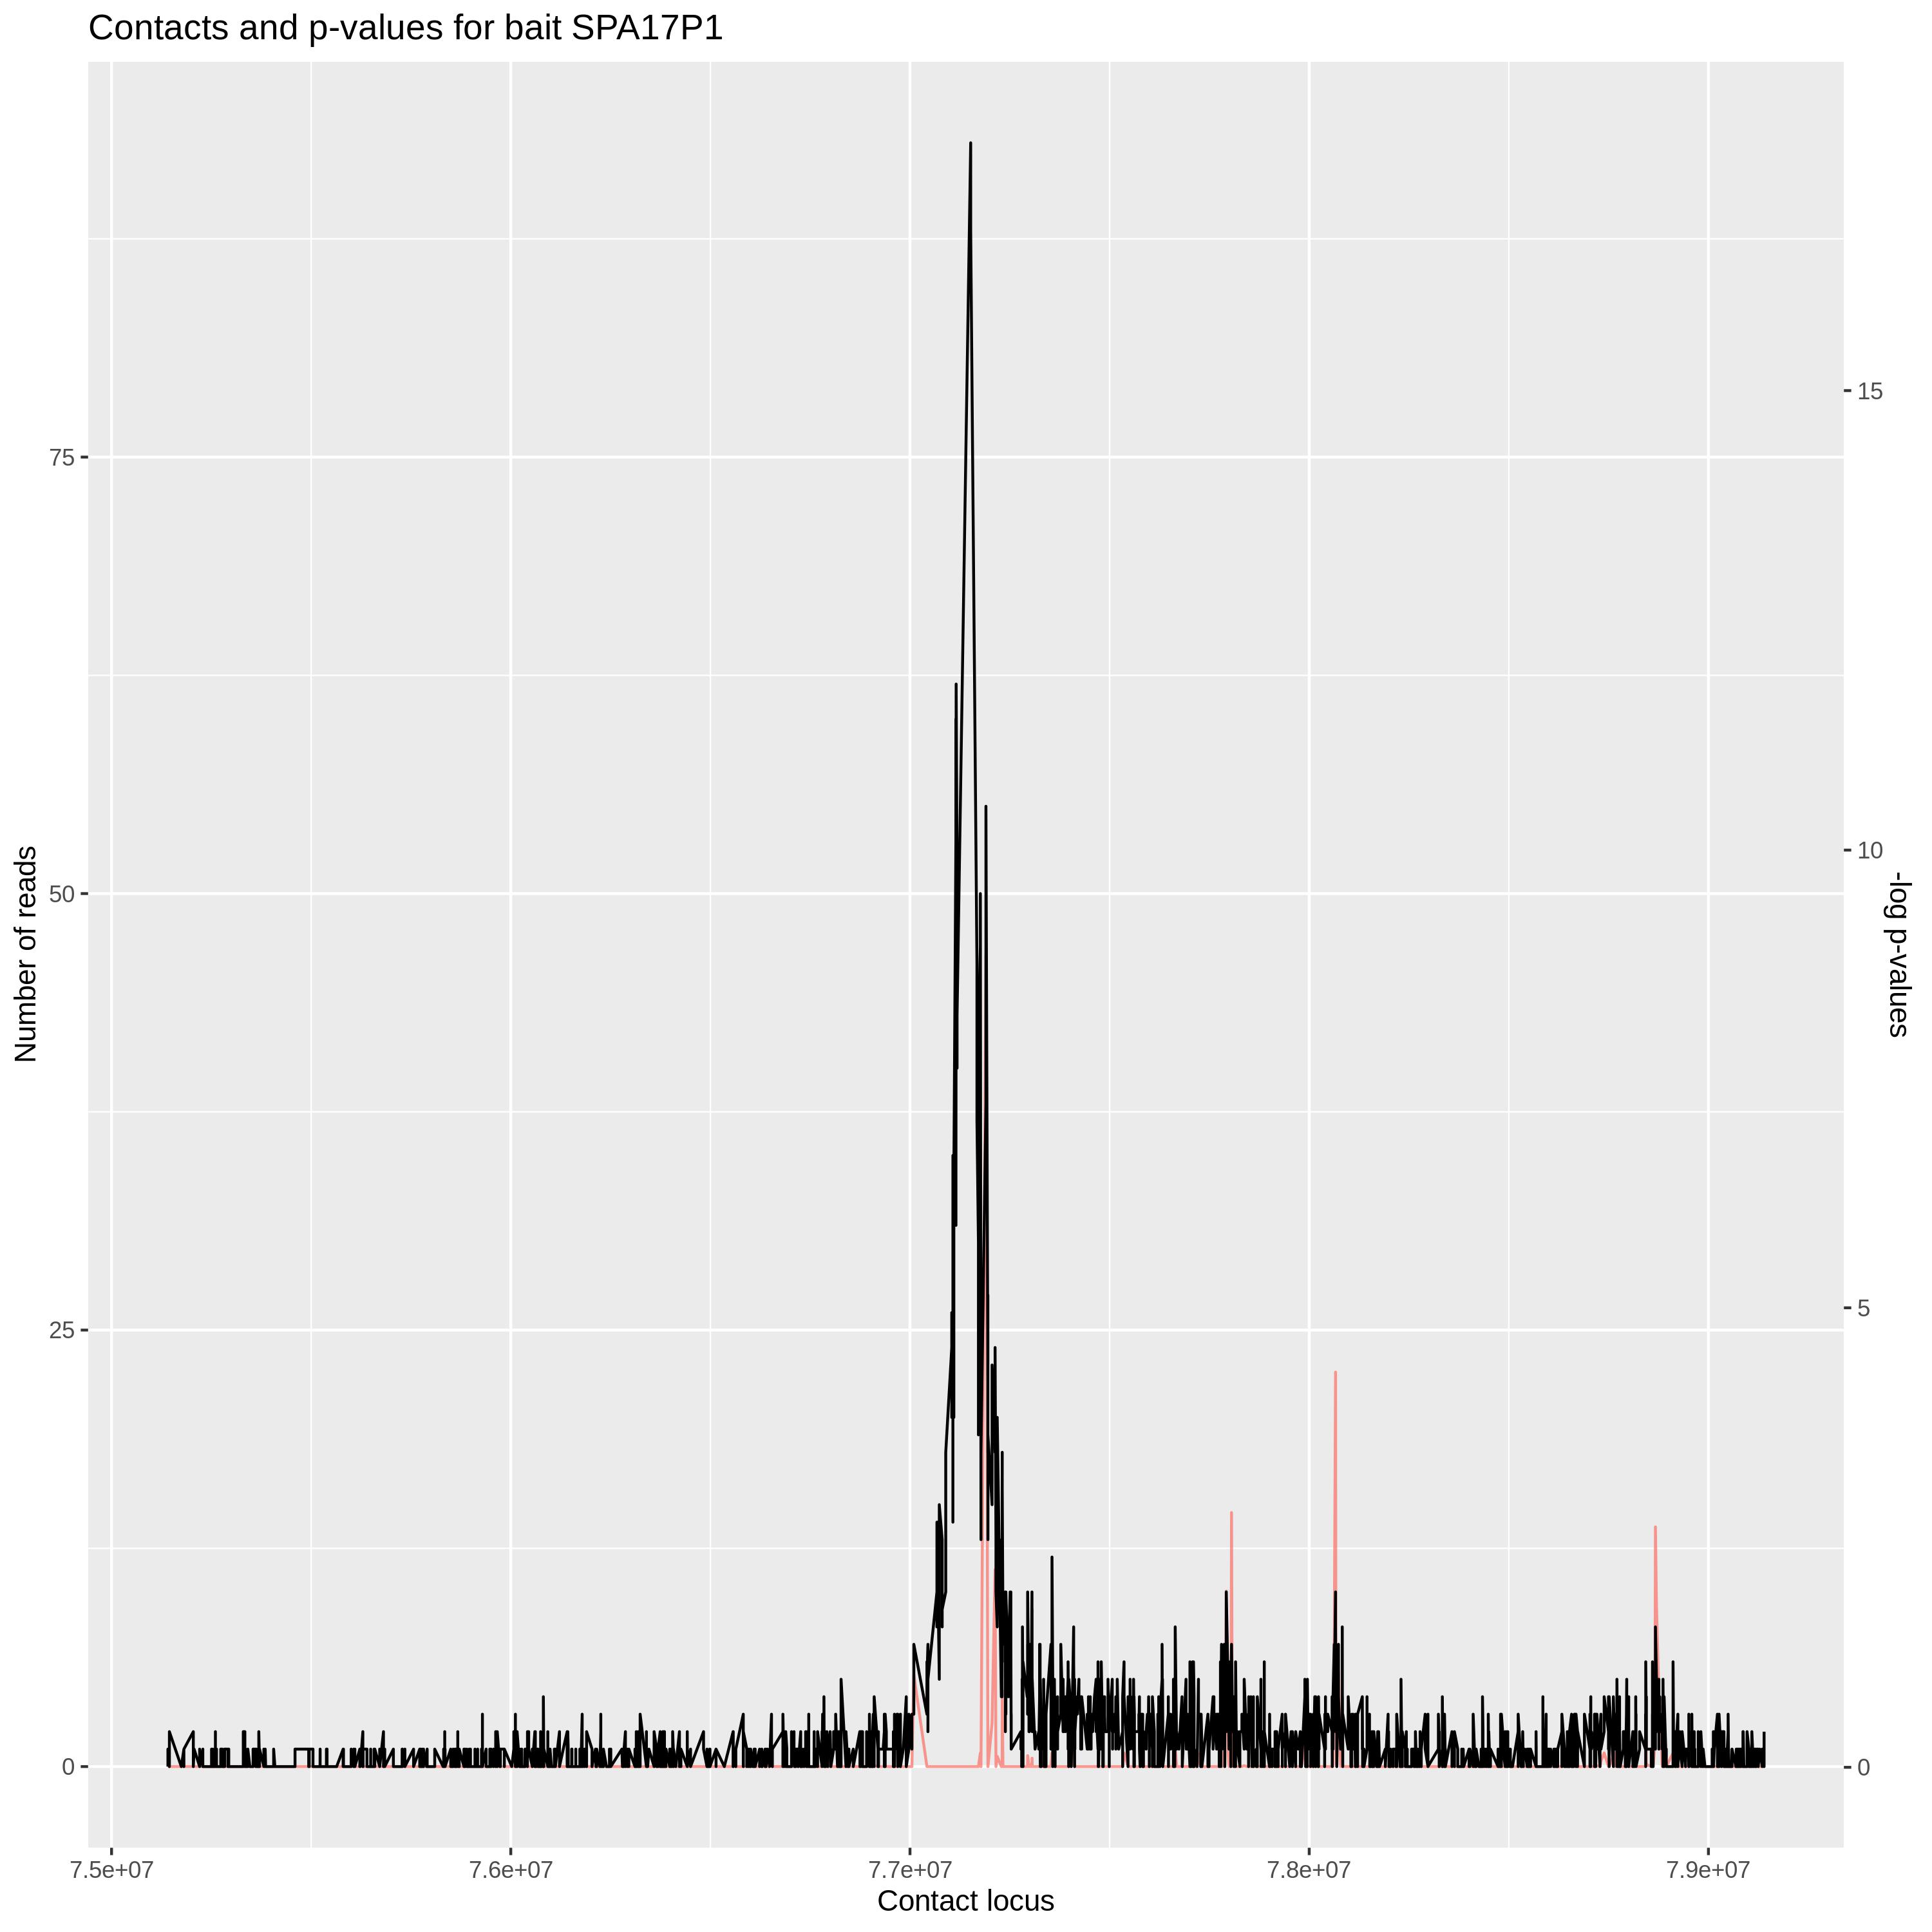 Contacts and p-values for bait SPA17P1
Number of reads
75
50
25
0
15
10
5
0
-log p-values
7.5e+07
7.6e+07
7.7e+07
7.8e+07
7.9e+07
Contact locus